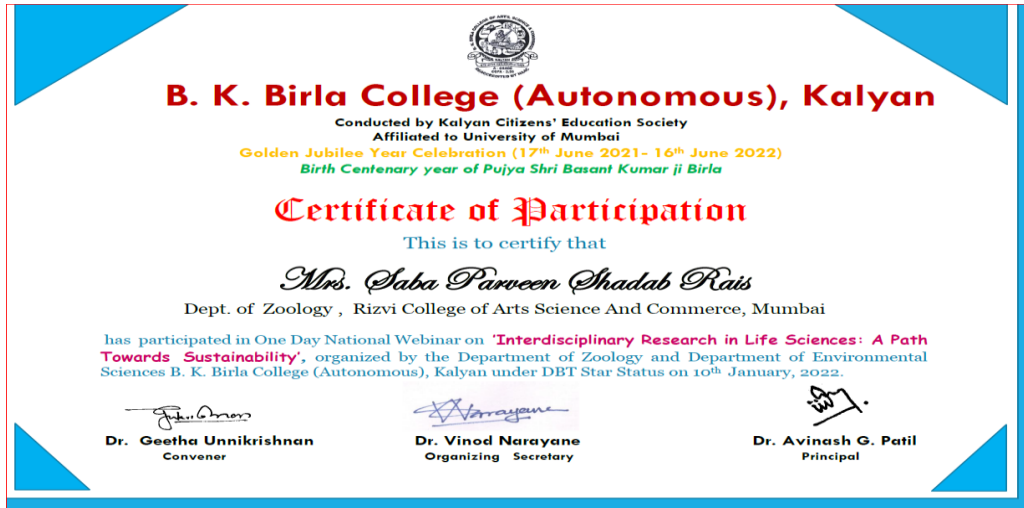 B. K. Birla College (Autonomous), Kalyan
Conducted by Kalyan Citizens' Education Society
Affiliated to University of Mumbai
Golden Jubilee Year Celebration (17th June 2021- 16th June 2022)
Birth Centenary year of Pujya Shri Basant Kumar ji Birla
Certificate of Participation
This is to certify that
Mrs. Saba Parveen Shadab Rais
Dept. of Zoology , Rizvi College of Arts Science And Commerce, Mumbai
has participated in One Day National Webinar on 'Interdisciplinary Research in Life Sciences: A Path
Towards Sustainability', organized by the Department of Zoology and Department of Environmental
Sciences B. K. Birla College (Autonomous), Kalyan under DBT Star Status on 10th January, 2022.
Dr. Geetha Unnikrishnan Dr. Vinod Narayane Dr. Avinash G. Patil
Convener Organizing Secretary Principal